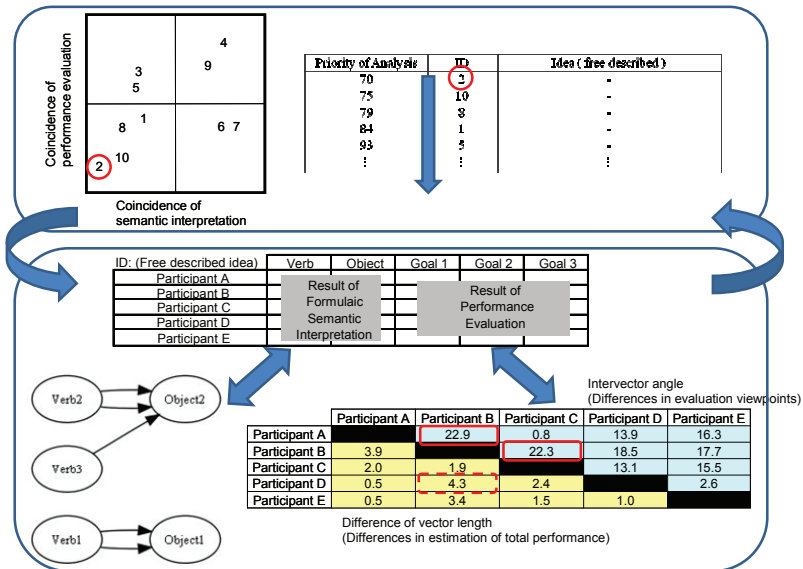 Coincidence of
performance evaluation
4
3
9
5
1
8
6 7
10
2
Coincidence of
semantic interpretation
Priority of Analysis ID Idea ( free described )
70 2 -
75 10 -
79 8 -
84 1 -
93 5 -
⋮ ⋮ ⋮
ID: (Free described idea) Verb Object Goal 1 Goal 2 Goal 3
Participant A
Participant B
Participant C
Participant D
Participant E
Result of
Formulaic
Semantic
Interpretation
Result of
Performance
Evaluation
Verb2 Object2
Verb3
Verb1 Object1
Intervector angle
(Differences in evaluation viewpoints)
Participant A Participant B Participant C Participant D Participant E
Participant A 22.9 0.8 13.9 16.3
Participant B 3.9 22.3 18.5 17.7
Participant C 2.0 1.9 13.1 15.5
Participant D 0.5 4.3 2.4 2.6
Participant E 0.5 3.4 1.5 1.0
Difference of vector length
(Differences in estimation of total performance)